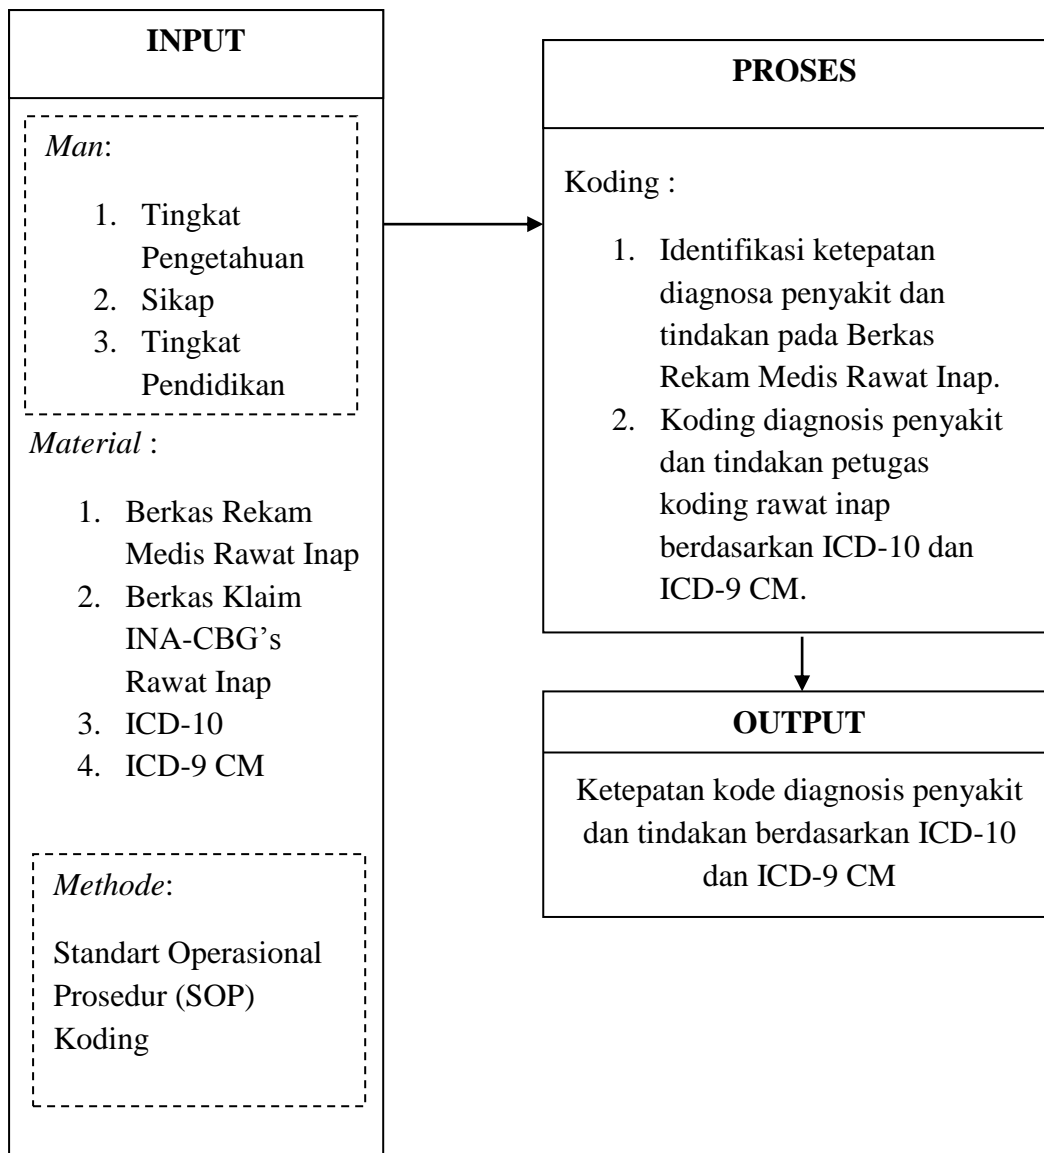 INPUT
Man:
1. Tingkat
Pengetahuan
2. Sikap
3. Tingkat
Pendidikan
Material :
1. Berkas Rekam
Medis Rawat Inap
2. Berkas Klaim
INA-CBG’s
Rawat Inap
3. ICD-10
4. ICD-9 CM
Methode:
Standart Operasional
Prosedur (SOP)
Koding
PROSES
Koding :
1. Identifikasi ketepatan
diagnosa penyakit dan
tindakan pada Berkas
Rekam Medis Rawat Inap.
2. Koding diagnosis penyakit
dan tindakan petugas
koding rawat inap
berdasarkan ICD-10 dan
ICD-9 CM.
OUTPUT
Ketepatan kode diagnosis penyakit
dan tindakan berdasarkan ICD-10
dan ICD-9 CM